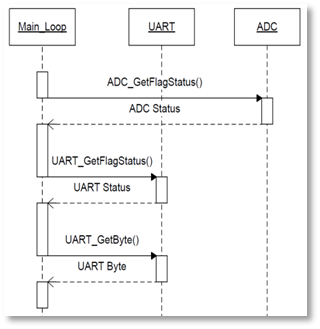 Main_Loop
UART
ADC
ADC_GetFlagStatus()
ADC Status
UART_GetFlagStatus()
UART Status
UART_GetByte()
UART Byte